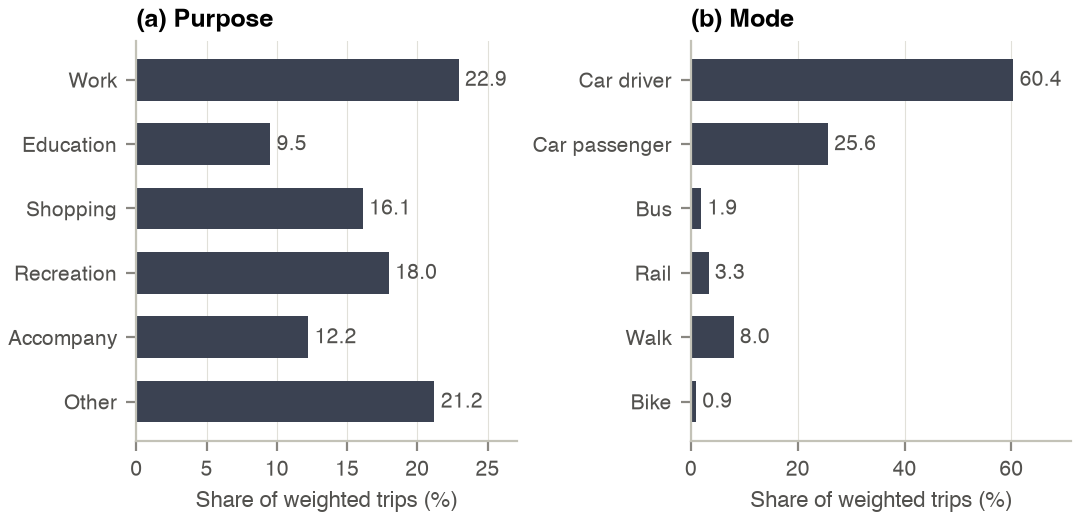 (a) Purpose
Work 22.9
Education 9.5
Shopping 16.1
Recreation 18.0
Accompany 12.2
Other 21.2
0 5 10 15 20 25
Share of weighted trips (%)
(b) Mode
Car driver 60.4
Car passenger 25.6
Bus 1.9
Rail 3.3
Walk 8.0
Bike 0.9
0 20 40 60
Share of weighted trips (%)